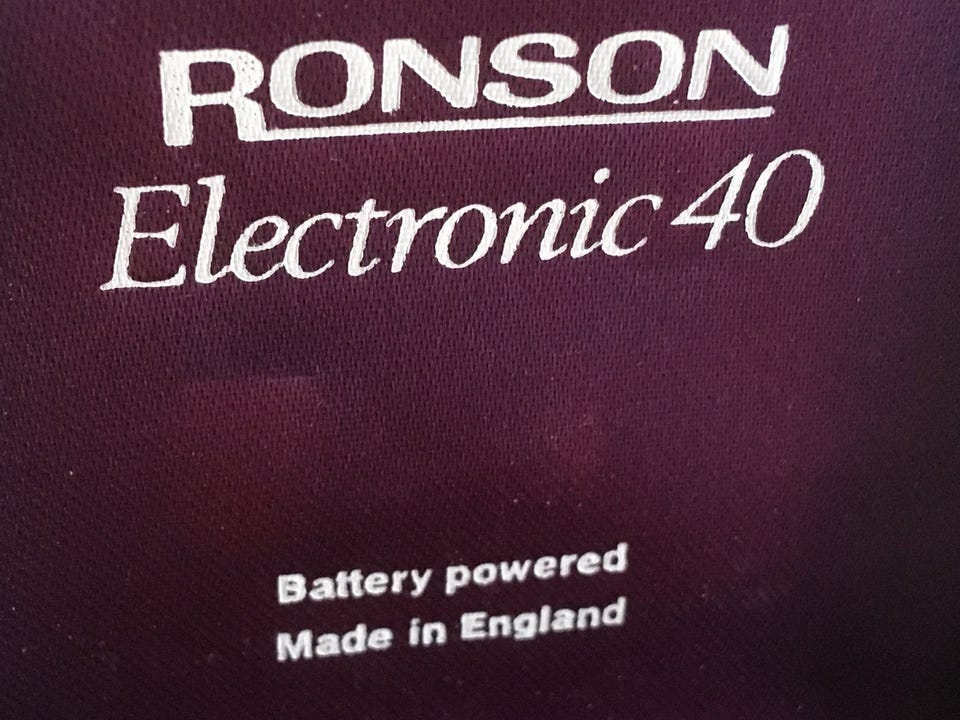 RONSON
Electronic 40
Battery powered
Made in England